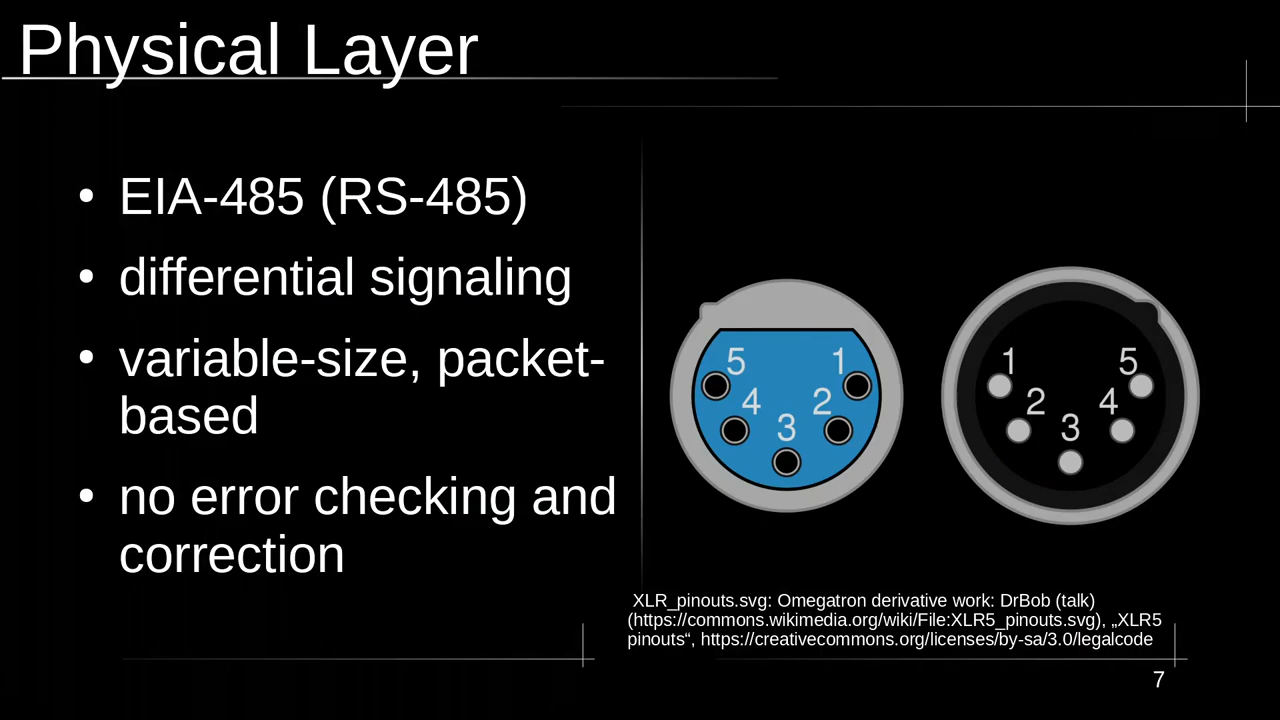 Physical Layer
• EIA-485 (RS-485)
• differential signaling
• variable-size, packet-
based
• no error checking and
correction
5 1
4 2
3
1 5
2 4
3
XLR_pinouts.svg: Omegatron derivative work: DrBob (talk)
(https://commons.wikimedia.org/wiki/File:XLR5_pinouts.svg), „XLR5
pinouts“, https://creativecommons.org/licenses/by-sa/3.0/legalcode
7